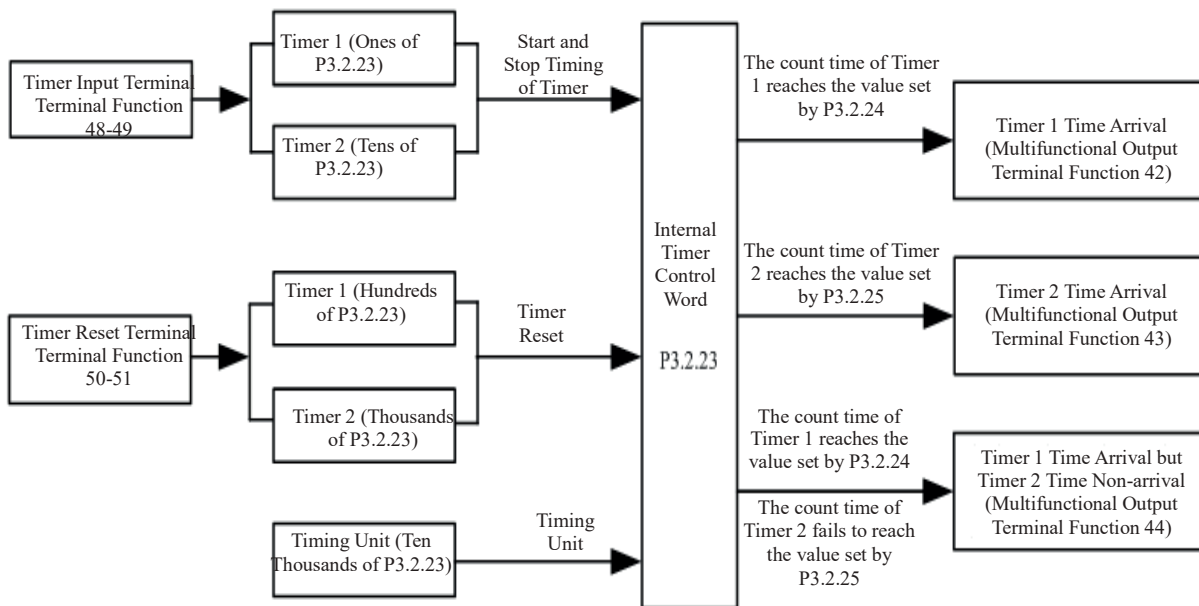 Timer Input Terminal
Terminal Function
48-49
Timer 1 (Ones of
P3.2.23)
Timer 2 (Tens of
P3.2.23)
Start and
Stop Timing
of Timer
Timer Reset Terminal
Terminal Function
50-51
Timer 1 (Hundreds
of P3.2.23)
Timer 2 (Thousands
of P3.2.23)
Timer
Reset
Timing Unit (Ten
Thousands of P3.2.23)
Timing
Unit
Internal
Timer
Control
Word
P3.2.23
The count time of Timer
1 reaches the value set
by P3.2.24
Timer 1 Time Arrival
(Multifunctional Output
Terminal Function 42)
The count time of Timer
2 reaches the value set
by P3.2.25
Timer 2 Time Arrival
(Multifunctional Output
Terminal Function 43)
The count time of
Timer 1 reaches the
value set by P3.2.24
The count time of
Timer 2 fails to reach
the value set by
P3.2.25
Timer 1 Time Arrival but
Timer 2 Time Non-arrival
(Multifunctional Output
Terminal Function 44)